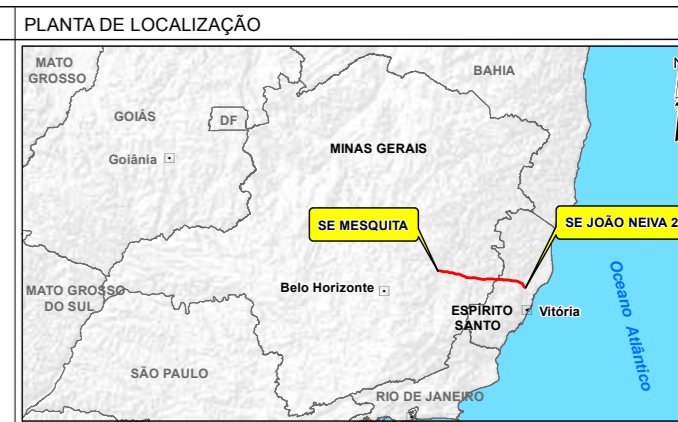 PLANTA DE LOCALIZAÇÃO
MATO
GROSSO
BAHIA
N
GOIÁS
DF
Goiânia
MINAS GERAIS
SE MESQUITA
SE JOÃO NEIVA 2
MATO GROSSO
DO SUL
Belo Horizonte
ESPÍRITO
SANTO
Vitória
Oceano Atlântico
SÃO PAULO
RIO DE JANEIRO